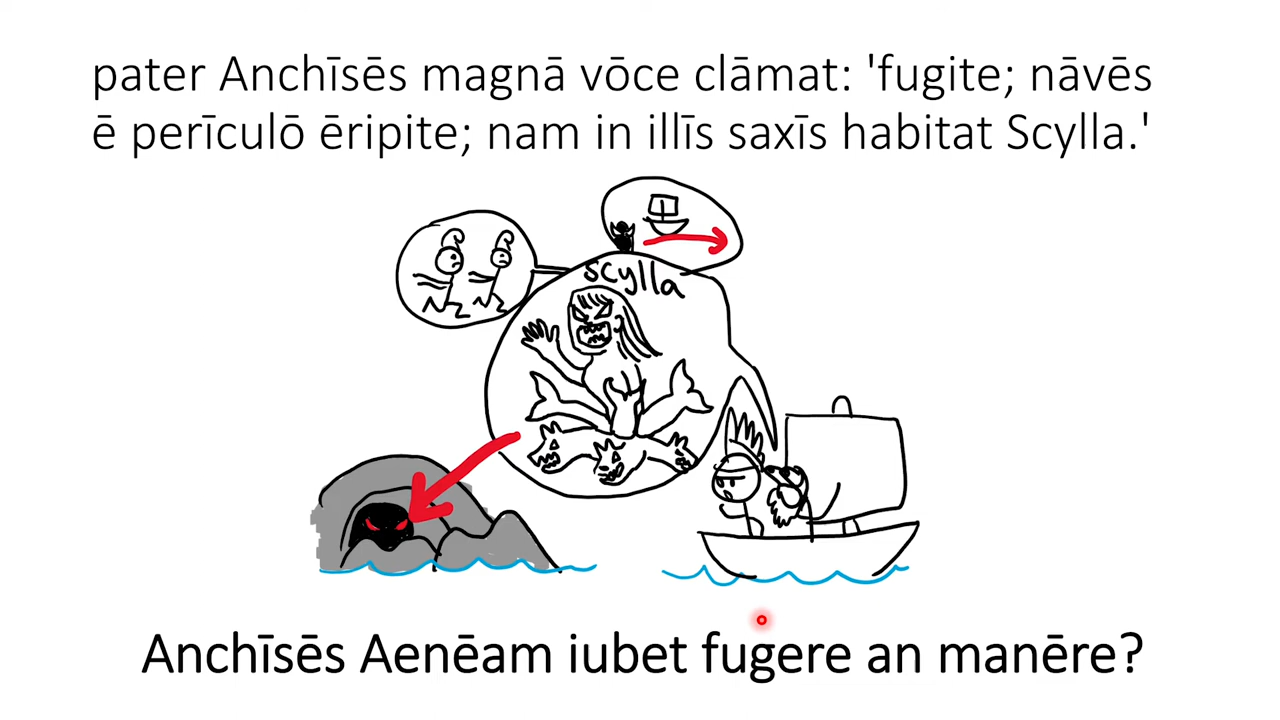 pater Anchīsēs magnā vōce clāmat: 'fugite; nāvēs
ē perīculō ēripite; nam in illīs saxīs habitat Scylla.'
scylla
Anchīsēs Aenēam iubet fugere an manēre?